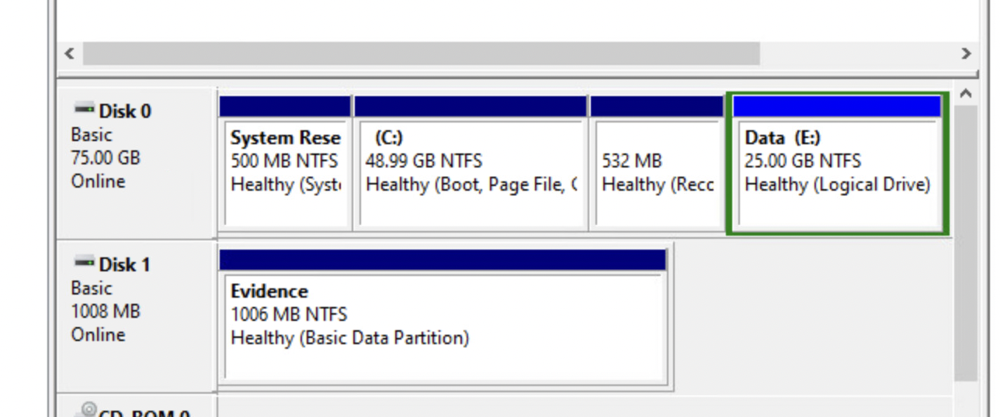 Disk 0
Basic
75.00 GB
Online
System Rese
500 MB NTFS
Healthy (Syst
(C:)
48.99 GB NTFS
Healthy (Boot, Page File, C
532 MB
Healthy (Recc
Data (E:)
25.00 GB NTFS
Healthy (Logical Drive)
Disk 1
Basic
1008 MB
Online
Evidence
1006 MB NTFS
Healthy (Basic Data Partition)
CD-ROM 0